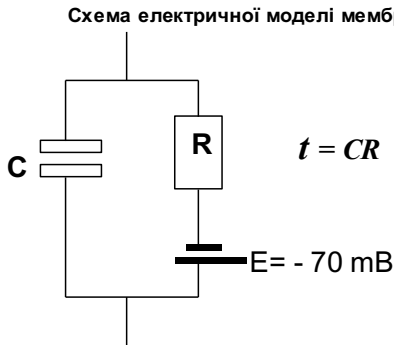 Схема електричної моделі мемб
C
R
t = CR
E= - 70 mB